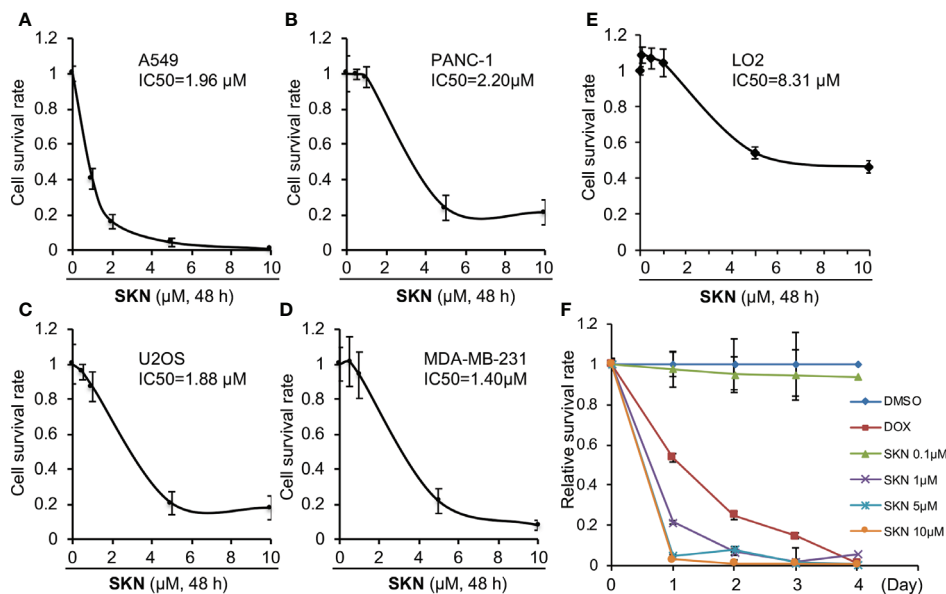 A
1.2
1
0.8
0.6
0.4
0.2
0
Cell survival rate
A549
IC50=1.96 µM
0 2 4 6 8 10
SKN (µM, 48 h)
B
1.2
1
0.8
0.6
0.4
0.2
0
Cell survival rate
PANC-1
IC50=2.20µM
0 2 4 6 8 10
SKN (µM, 48 h)
E
1.2
1
0.8
0.6
0.4
0.2
0
Cell survival rate
LO2
IC50=8.31 µM
0 2 4 6 8 10
SKN (µM, 48 h)
C
1.2
1
0.8
0.6
0.4
0.2
0
Cell survival rate
U2OS
IC50=1.88 µM
0 2 4 6 8 10
SKN (µM, 48 h)
D
1.2
1
0.8
0.6
0.4
0.2
0
Cell survival rate
MDA-MB-231
IC50=1.40µM
0 2 4 6 8 10
SKN (µM, 48 h)
F
1.2
1
0.8
0.6
0.4
0.2
0
Relative survival rate
DMSO
DOX
SKN 0.1µM
SKN 1µM
SKN 5µM
SKN 10µM
0 1 2 3 4 (Day)